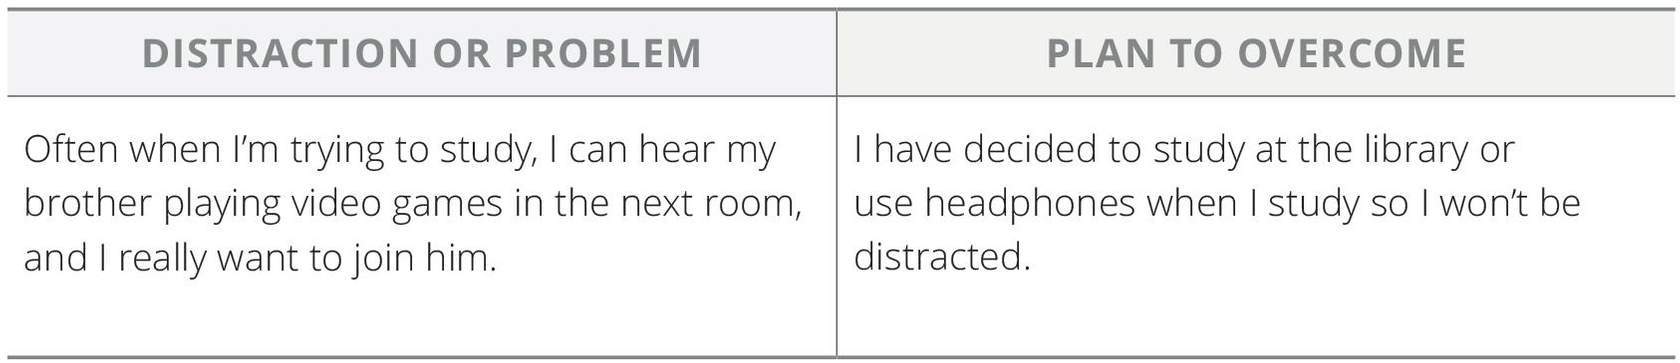 DISTRACTION OR PROBLEM
PLAN TO OVERCOME
Often when I’m trying to study, I can hear my
brother playing video games in the next room,
and I really want to join him.
I have decided to study at the library or
use headphones when I study so I won’t be
distracted.